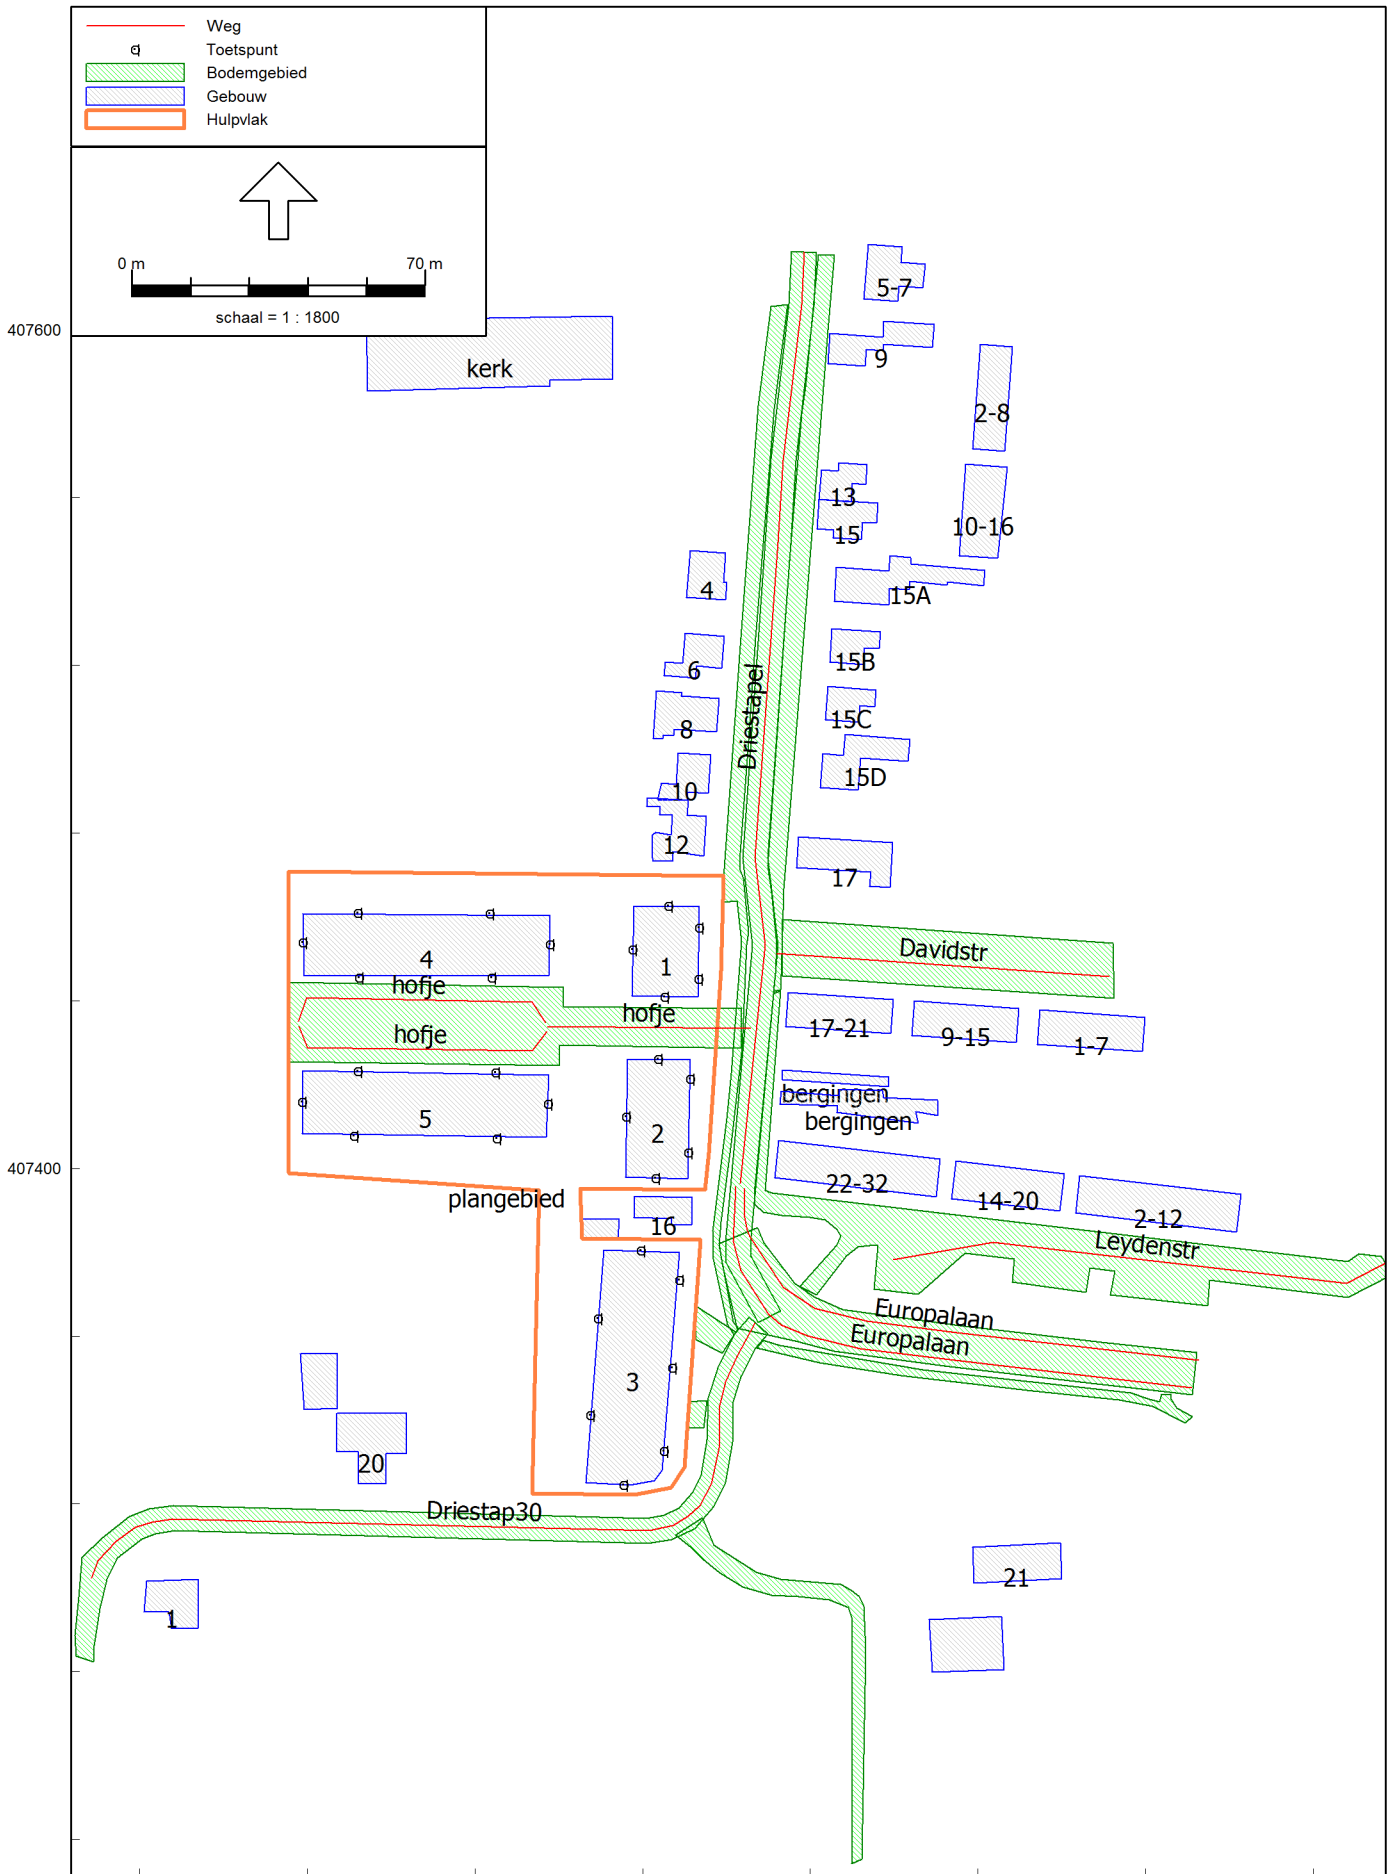 Weg
Toetspunt
Bodemgebied
Gebouw
Hulpvlak
0 m 70 m
schaal = 1 : 1800
5-7
407600
9
kerk
2-8
13
10-16
15
4
15A
15B
6
Driestapel
15C
8
15D
10
12
17
Davidstr
4
1
hofje
hofje
17-21
hofje
9-15
1-7
bergingen
5
bergingen
2
407400
22-32
14-20
plangebied
2-12
16
Leydenstr
Europalaan
Europalaan
3
20
Driestap30
21
1